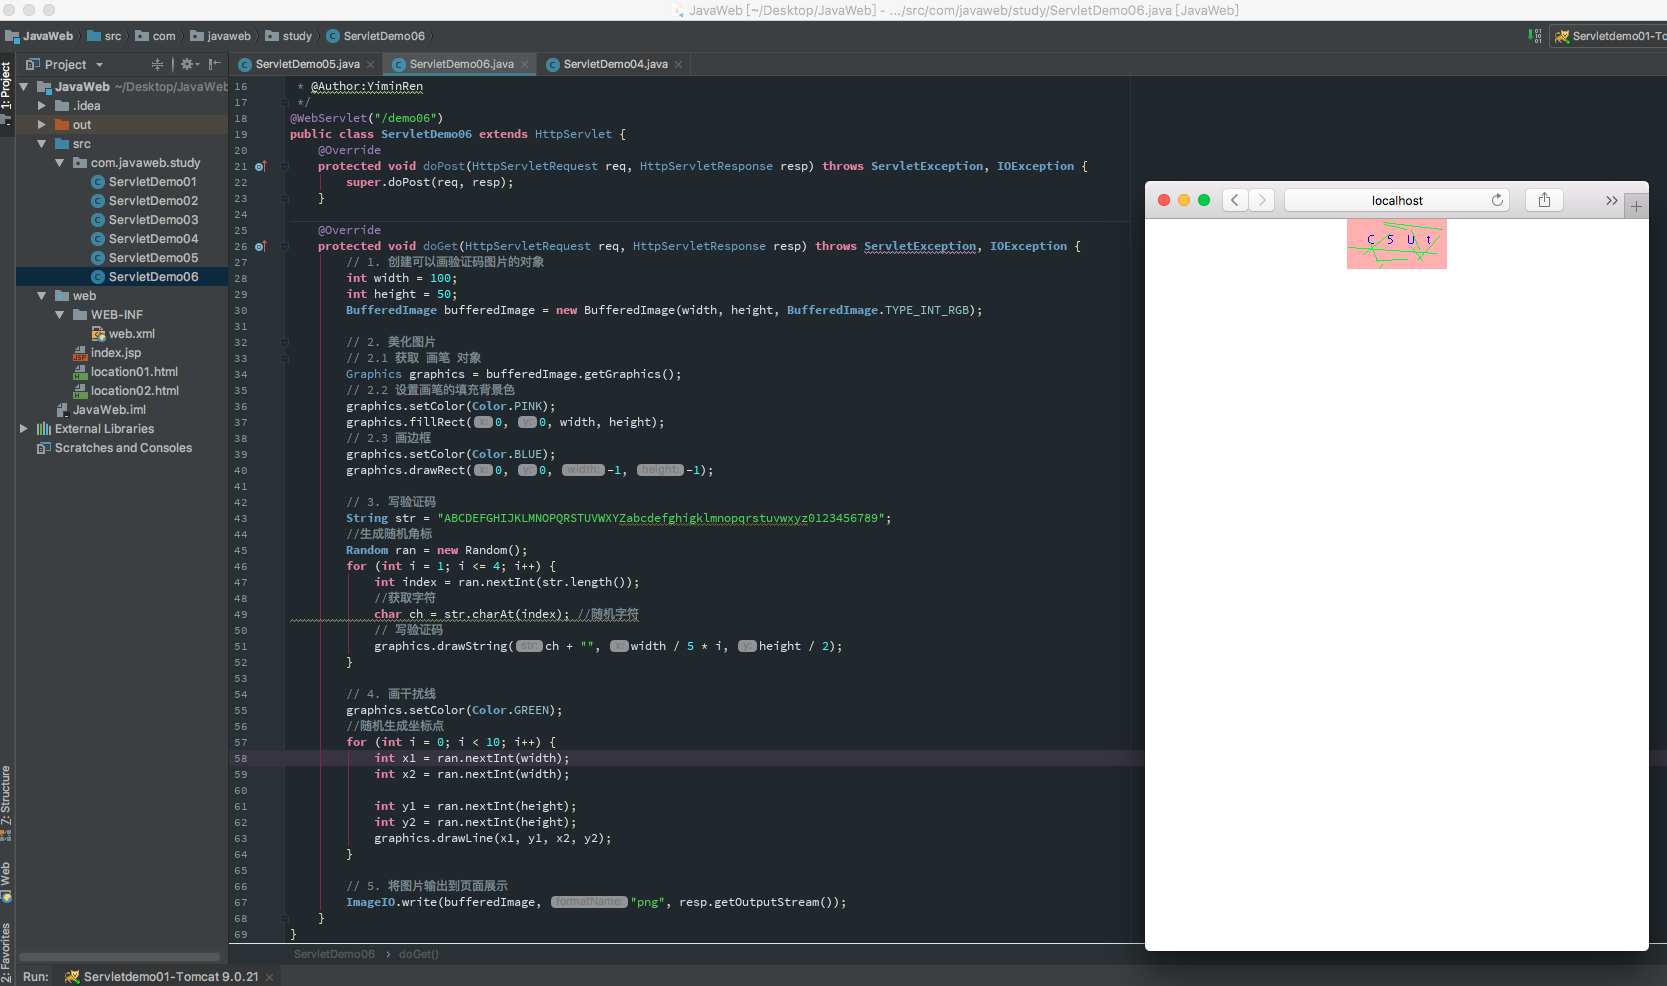 JavaWeb [~/Desktop/JavaWeb] - .../src/com/javaweb/study/ServletDemo06.java [JavaWeb]
JavaWeb src com javaweb study ServletDemo06
Servletdemo01-To
Project
ServletDemo05.java
ServletDemo06.java
ServletDemo04.java
1: Project
7: Structure
Web
2: Favorites
JavaWeb ~/Desktop/JavaWeb
.idea
out
src
com.javaweb.study
ServletDemo01
ServletDemo02
ServletDemo03
ServletDemo04
ServletDemo05
ServletDemo06
web
WEB-INF
web.xml
index.jsp
location01.html
location02.html
JavaWeb.iml
External Libraries
Scratches and Consoles
16 * @Author:YiminRen
17 */
18 @WebServlet("/demo06")
19 public class ServletDemo06 extends HttpServlet {
20 @Override
21 protected void doPost(HttpServletRequest req, HttpServletResponse resp) throws ServletException, IOException {
22 super.doPost(req, resp);
23 }
24
25 @Override
26 protected void doGet(HttpServletRequest req, HttpServletResponse resp) throws ServletException, IOException {
27 // 1. 创建可以画验证码图片的对象
28 int width = 100;
29 int height = 50;
30 BufferedImage bufferedImage = new BufferedImage(width, height, BufferedImage.TYPE_INT_RGB);
31
32 // 2. 美化图片
33 // 2.1 获取 画笔 对象
34 Graphics graphics = bufferedImage.getGraphics();
35 // 2.2 设置画笔的填充背景色
36 graphics.setColor(Color.PINK);
37 graphics.fillRect( x: 0, y: 0, width, height);
38 // 2.3 画边框
39 graphics.setColor(Color.BLUE);
40 graphics.drawRect( x: 0, y: 0, width: -1, height: -1);
41
42 // 3. 写验证码
43 String str = "ABCDEFGHIJKLMNOPQRSTUVWXYZabcdefghigklmnopqrstuvwxyz0123456789";
44 //生成随机角标
45 Random ran = new Random();
46 for (int i = 1; i <= 4; i++) {
47 int index = ran.nextInt(str.length());
48 //获取字符
49 char ch = str.charAt(index); //随机字符
50 // 写验证码
51 graphics.drawString( str: ch + "", x: width / 5 * i, y: height / 2);
52 }
53
54 // 4. 画干扰线
55 graphics.setColor(Color.GREEN);
56 //随机生成坐标点
57 for (int i = 0; i < 10; i++) {
58 int x1 = ran.nextInt(width);
59 int x2 = ran.nextInt(width);
60
61 int y1 = ran.nextInt(height);
62 int y2 = ran.nextInt(height);
63 graphics.drawLine(x1, y1, x2, y2);
64 }
65
66 // 5. 将图片输出到页面展示
67 ImageIO.write(bufferedImage, formatName: "png", resp.getOutputStream());
68 }
69 }
ServletDemo06 › doGet()
Run: Servletdemo01-Tomcat 9.0.21
localhost
C S U t